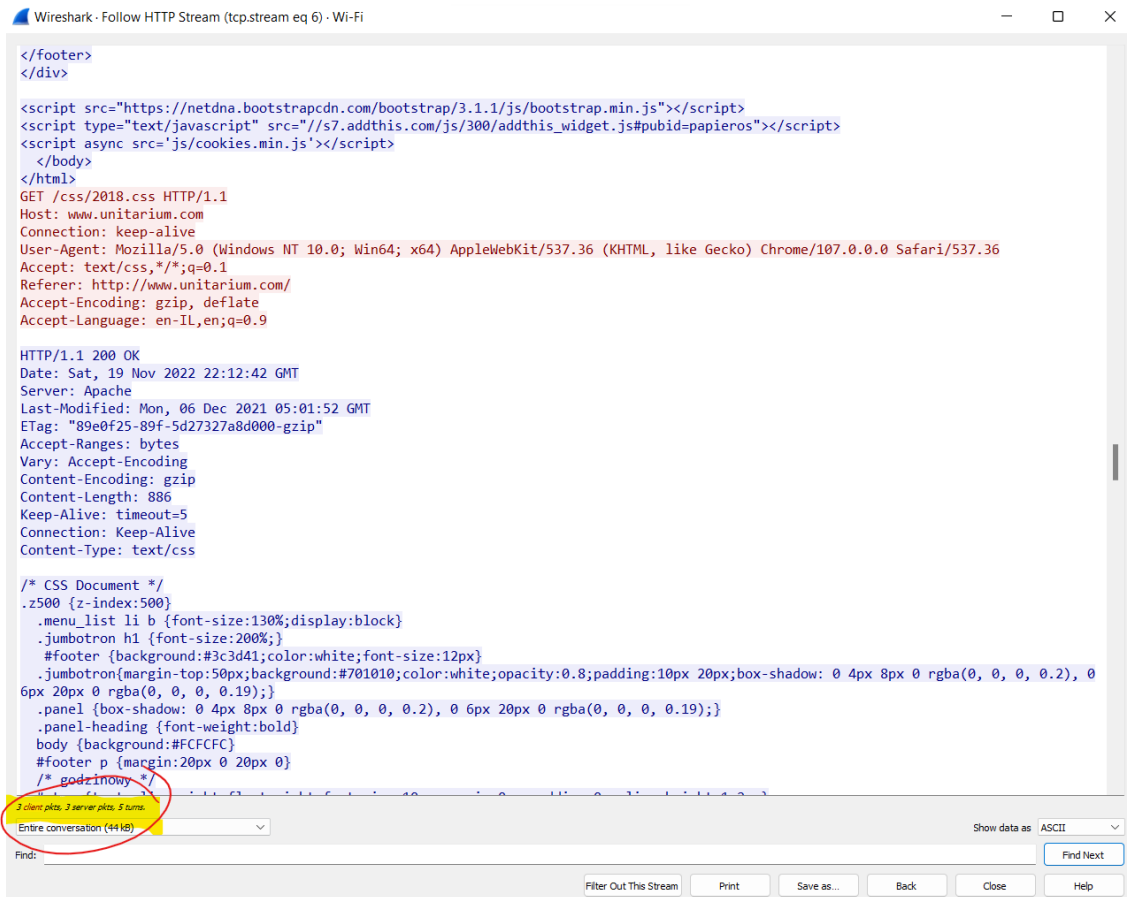 Wireshark · Follow HTTP Stream (tcp.stream eq 6) · Wi-Fi
</footer>
</div>
<script src="https://netdna.bootstrapcdn.com/bootstrap/3.1.1/js/bootstrap.min.js"></script>
<script type="text/javascript" src="//s7.addthis.com/js/300/addthis_widget.js#pubid=papieros"></script>
<script async src='js/cookies.min.js'></script>
</body>
</html>
GET /css/2018.css HTTP/1.1
Host: www.unitarium.com
Connection: keep-alive
User-Agent: Mozilla/5.0 (Windows NT 10.0; Win64; x64) AppleWebKit/537.36 (KHTML, like Gecko) Chrome/107.0.0.0 Safari/537.36
Accept: text/css,*/*;q=0.1
Referer: http://www.unitarium.com/
Accept-Encoding: gzip, deflate
Accept-Language: en-IL,en;q=0.9
HTTP/1.1 200 OK
Date: Sat, 19 Nov 2022 22:12:42 GMT
Server: Apache
Last-Modified: Mon, 06 Dec 2021 05:01:52 GMT
ETag: "89e0f25-89f-5d27327a8d000-gzip"
Accept-Ranges: bytes
Vary: Accept-Encoding
Content-Encoding: gzip
Content-Length: 886
Keep-Alive: timeout=5
Connection: Keep-Alive
Content-Type: text/css
/* CSS Document */
.z500 {z-index:500}
.menu_list li b {font-size:130%;display:block}
.jumbotron h1 {font-size:200%;}
#footer {background:#3c3d41;color:white;font-size:12px}
.jumbotron{margin-top:50px;background:#701010;color:white;opacity:0.8;padding:10px 20px;box-shadow: 0 4px 8px 0 rgba(0, 0, 0, 0.2), 0
6px 20px 0 rgba(0, 0, 0, 0.19);}
.panel {box-shadow: 0 4px 8px 0 rgba(0, 0, 0, 0.2), 0 6px 20px 0 rgba(0, 0, 0, 0.19);}
.panel-heading {font-weight:bold}
body {background:#FCFCFC}
#footer p {margin:20px 0 20px 0}
/* godzinowy */
3 client pkts, 3 server pkts, 5 turns.
Entire conversation (44 kB)
Show data as ASCII
Find:
Find Next
Filter Out This Stream Print Save as... Back Close Help